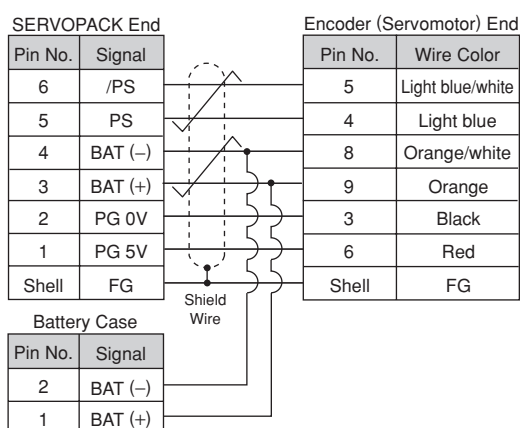 SERVOPACK End
Encoder (Servomotor) End
Pin No. Signal
Pin No. Wire Color
6 /PS
5 Light blue/white
5 PS
4 Light blue
4 BAT (−)
8 Orange/white
3 BAT (+)
9 Orange
2 PG 0V
3 Black
1 PG 5V
6 Red
Shell FG
Shell FG
Shield
Wire
Battery Case
Pin No. Signal
2 BAT (−)
1 BAT (+)